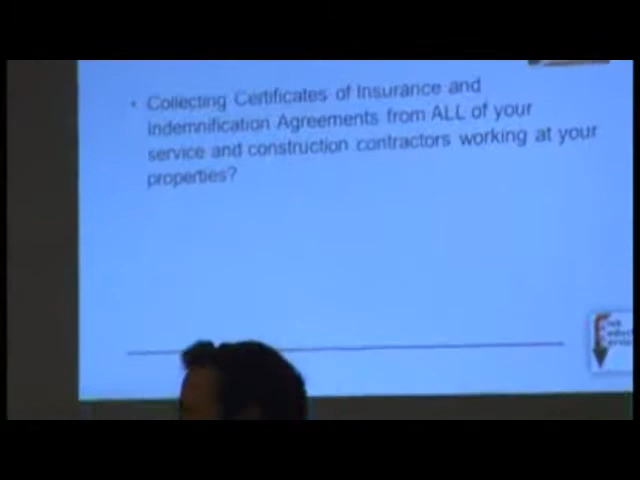 • Collecting Certificates of Insurance and
Indemnification Agreements from ALL of your
service and construction contractors working at your
properties?